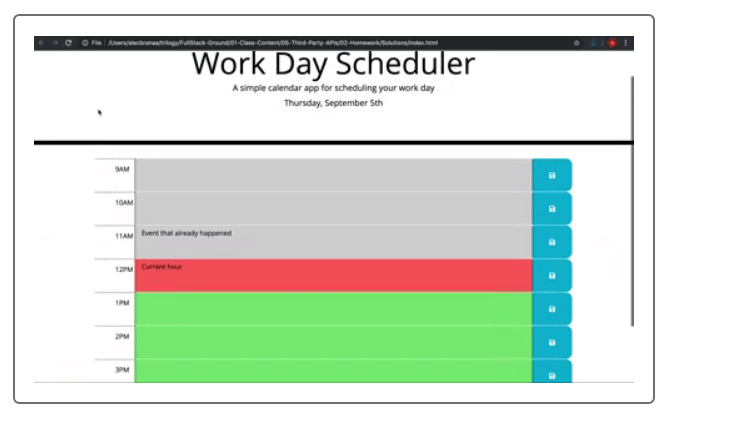 File | /Users/alecbranaa/trilogy/FullStack-Ground/01-Class-Content/05-Third-Party-APIs/02-Homework/Solutions/index.html
Work Day Scheduler
A simple calendar app for scheduling your work day
Thursday, September 5th
9AM
10AM
11AM Event that already happened
12PM Current hour
1PM
2PM
3PM